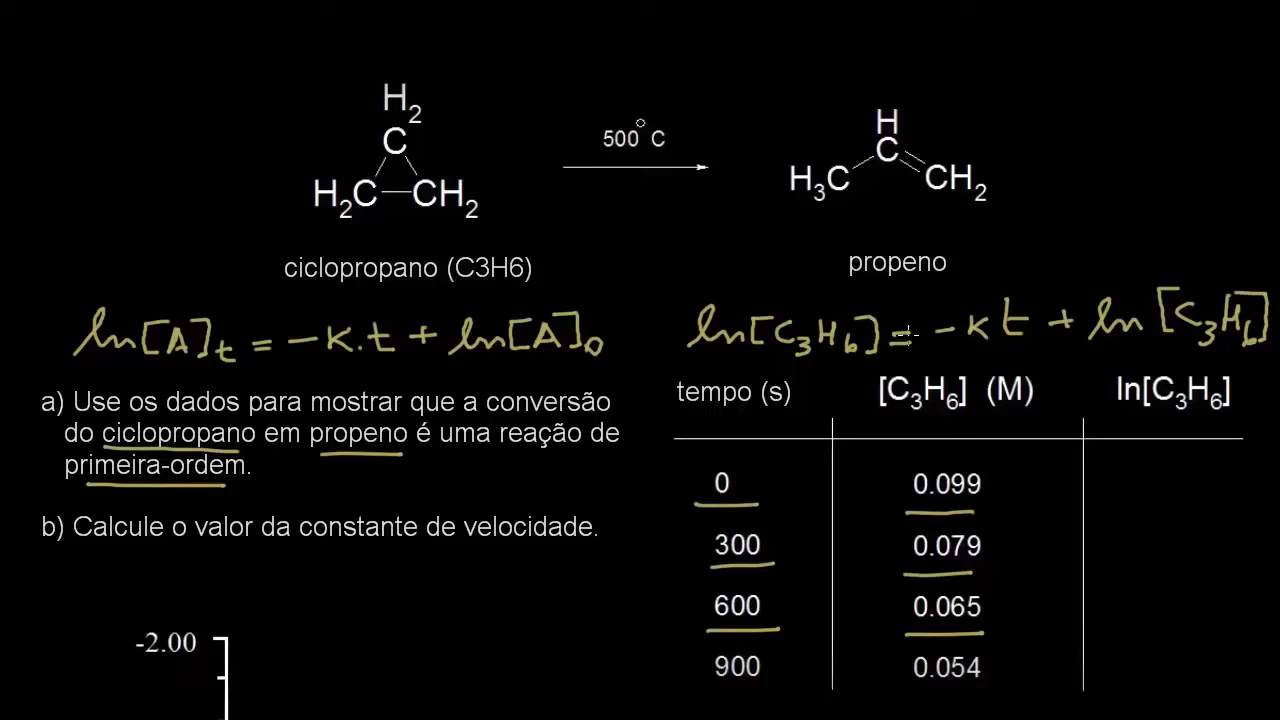 H2
C
H2C CH2
500°C
H
C
H3C CH2
ciclopropano (C3H6)
propeno
ln[A]t = -K.t + ln[A]0
ln[C3H6] = -Kt + ln[C3H6]
a) Use os dados para mostrar que a conversão
do ciclopropano em propeno é uma reação de
primeira-ordem.
b) Calcule o valor da constante de velocidade.
tempo (s) [C3H6] (M) ln[C3H6]
0 0.099
300 0.079
600 0.065
900 0.054
-2.00